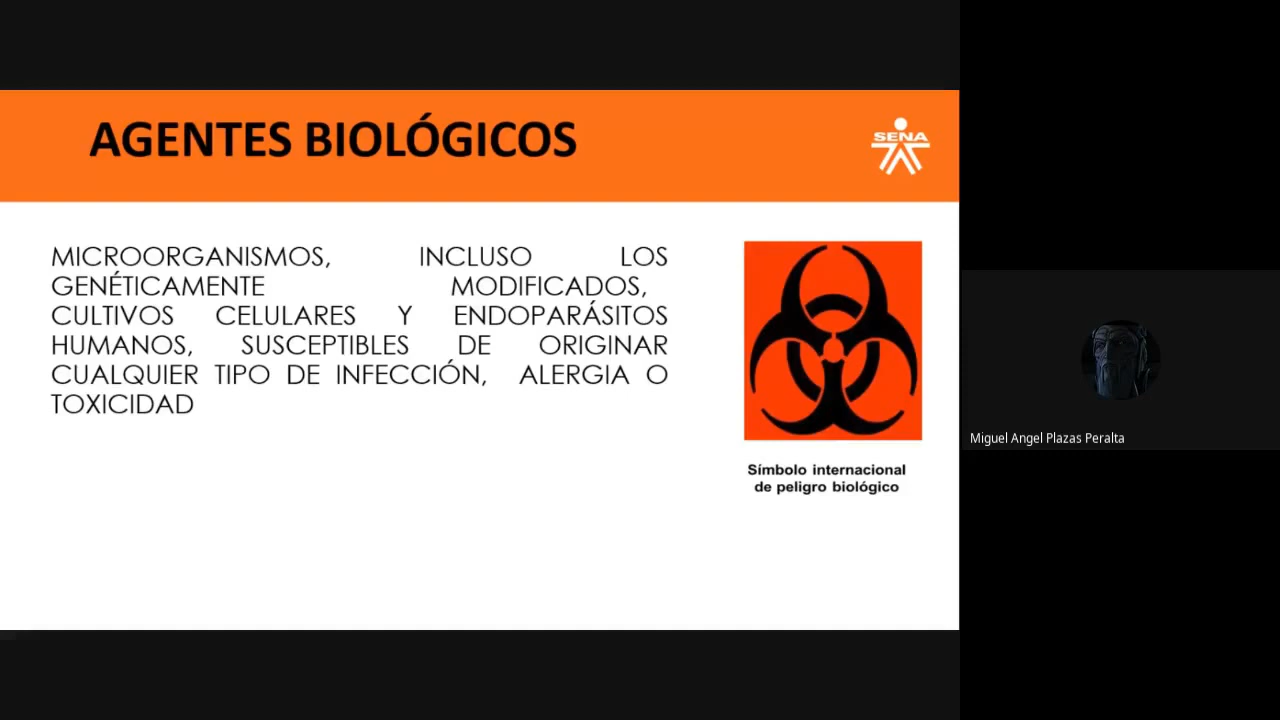 AGENTES BIOLÓGICOS
SENA
MICROORGANISMOS, INCLUSO LOS
GENÉTICAMENTE MODIFICADOS,
CULTIVOS CELULARES Y ENDOPARÁSITOS
HUMANOS, SUSCEPTIBLES DE ORIGINAR
CUALQUIER TIPO DE INFECCIÓN, ALERGIA O
TOXICIDAD
Símbolo internacional
de peligro biológico
Miguel Angel Plazas Peralta